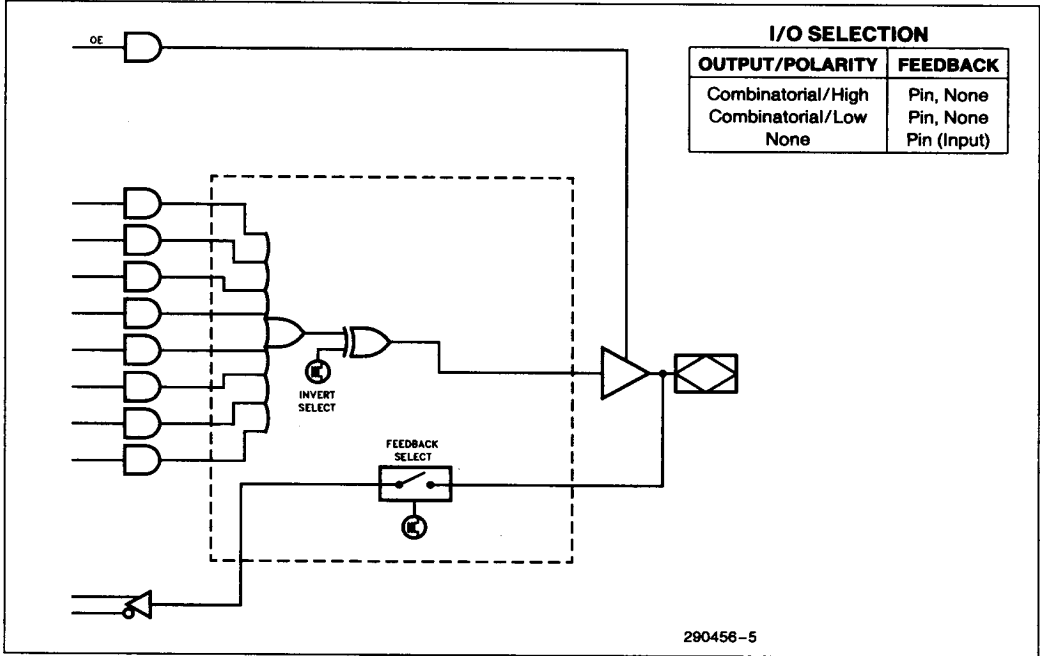 OE
I/O SELECTION
OUTPUT/POLARITY FEEDBACK
Combinatorial/High Pin, None
Combinatorial/Low Pin, None
None Pin (Input)
INVERT
SELECT
FEEDBACK
SELECT
290456-5